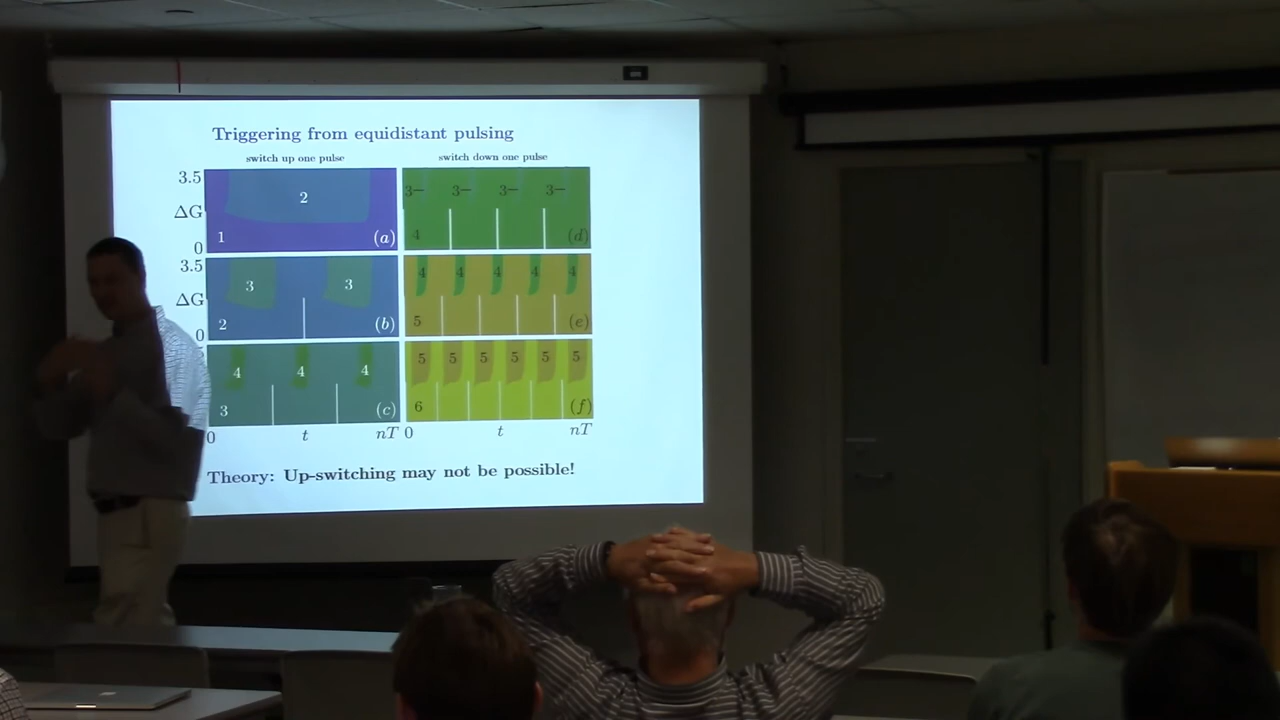 Triggering from equidistant pulsing
switch up one pulse
switch down one pulse
3.5
ΔG
0
2
1
(a)
3− 3− 3− 3−
4
(d)
3.5
ΔG
0
3 3
2
(b)
4 4 4 4 4
5
(e)
4 4 4
3
(c)
5 5 5 5 5 5
6
(f)
0 t nT
0 t nT
Theory: Up-switching may not be possible!